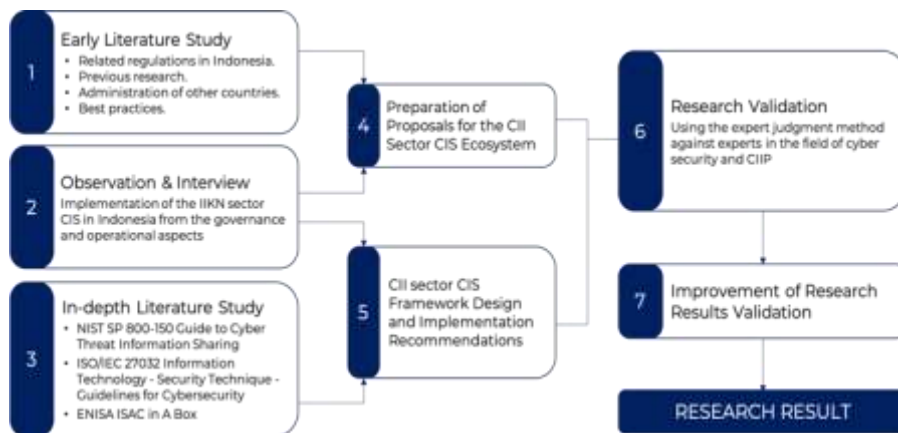 1
Early Literature Study
• Related regulations in Indonesia.
• Previous research.
• Administration of other countries.
• Best practices.
2
Observation & Interview
Implementation of the IIKN sector
CIS in Indonesia from the governance
and operational aspects
3
In-depth Literature Study
• NIST SP 800-150 Guide to Cyber
Threat Information Sharing
• ISO/IEC 27032 Information
Technology - Security Technique -
Guidelines for Cybersecurity
• ENISA ISAC in A Box
4
Preparation of
Proposals for the CII
Sector CIS Ecosystem
5
CII sector CIS
Framework Design
and Implementation
Recommendations
6
Research Validation
Using the expert judgment method
against experts in the field of cyber
security and CIIP
7
Improvement of Research
Results Validation
RESEARCH RESULT